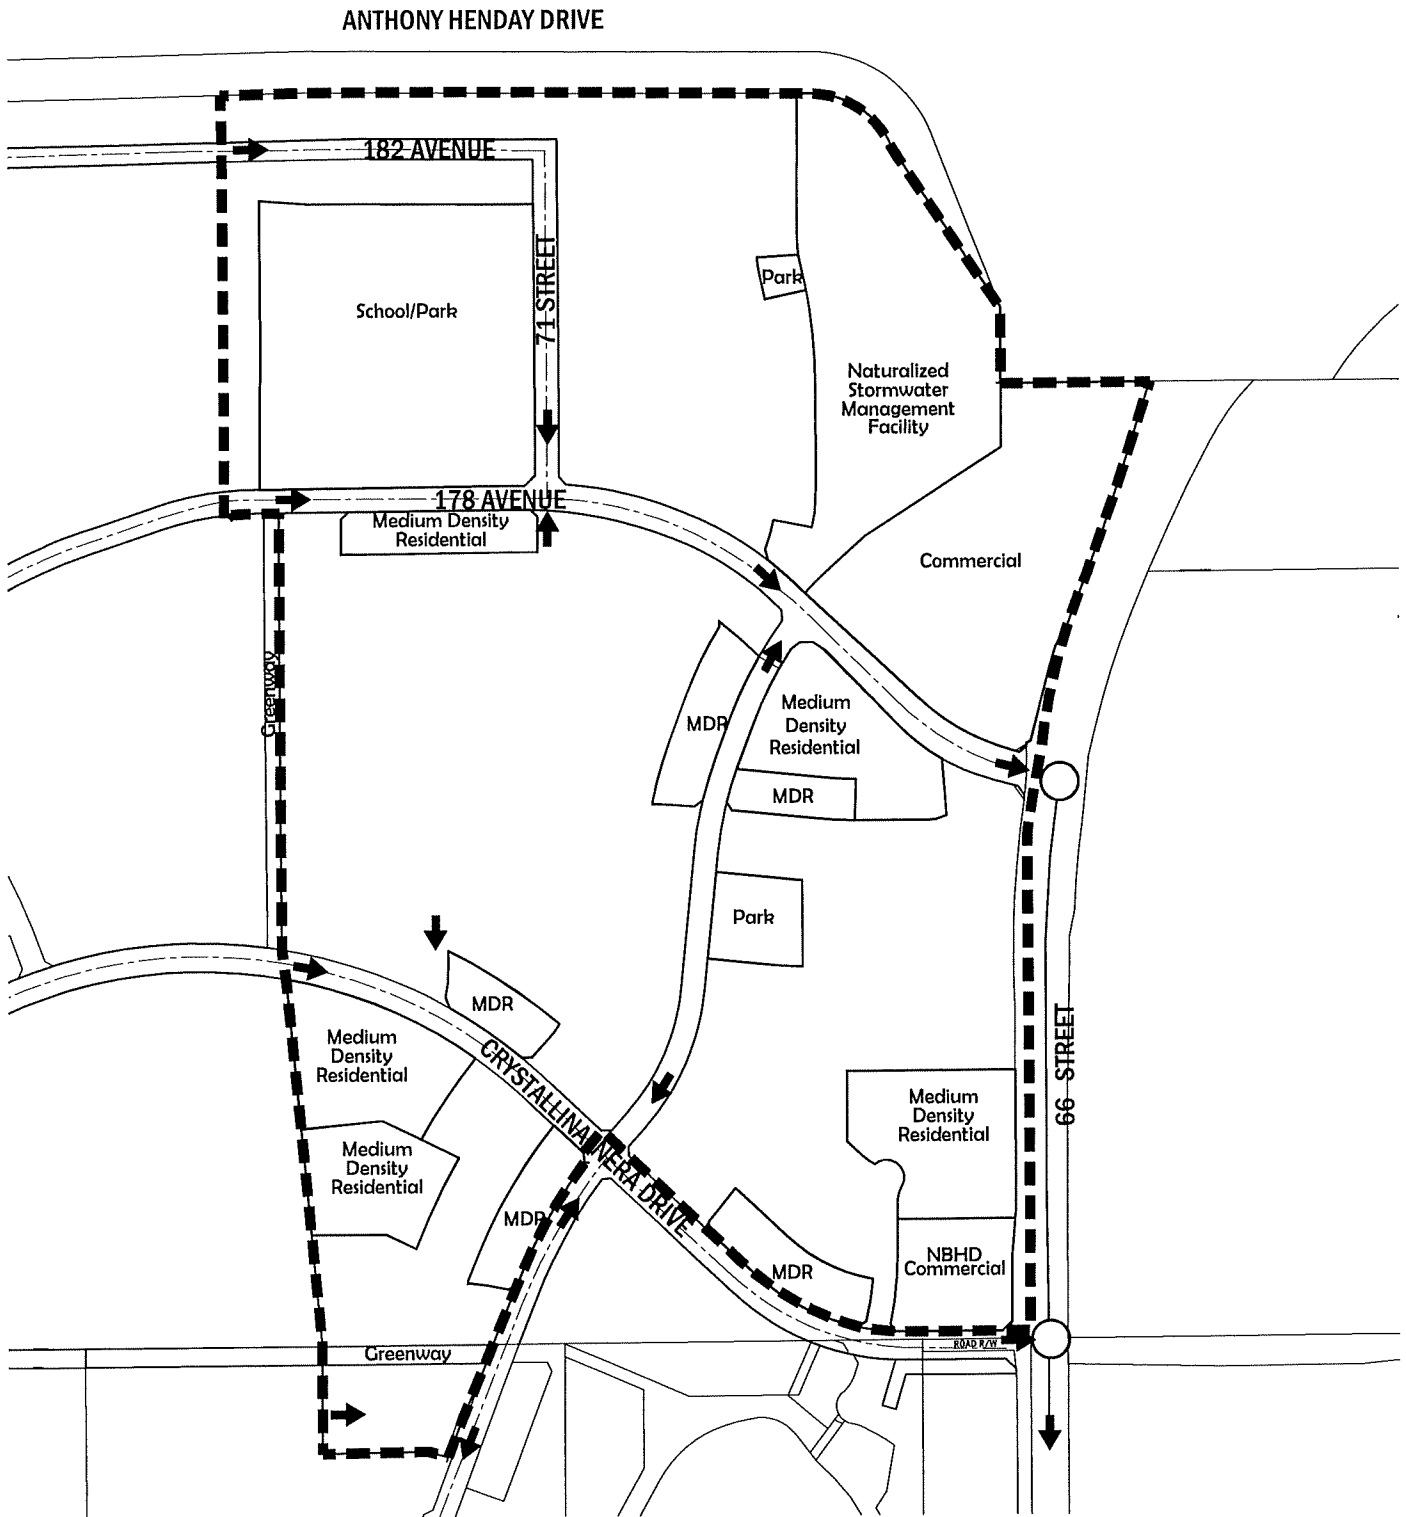 ANTHONY HENDAY DRIVE
182 AVENUE
71 STREET
School/Park
Park
Naturalized
Stormwater
Management
Facility
178 AVENUE
Medium Density
Residential
Commercial
Greenway
MDR
Medium
Density
Residential
MDR
Park
MDR
CRYSTALLINA NERA DRIVE
Medium
Density
Residential
66 STREET
Medium
Density
Residential
Medium
Density
Residential
MDR
MDR
NBHD
Commercial
ROAD R/W
Greenway